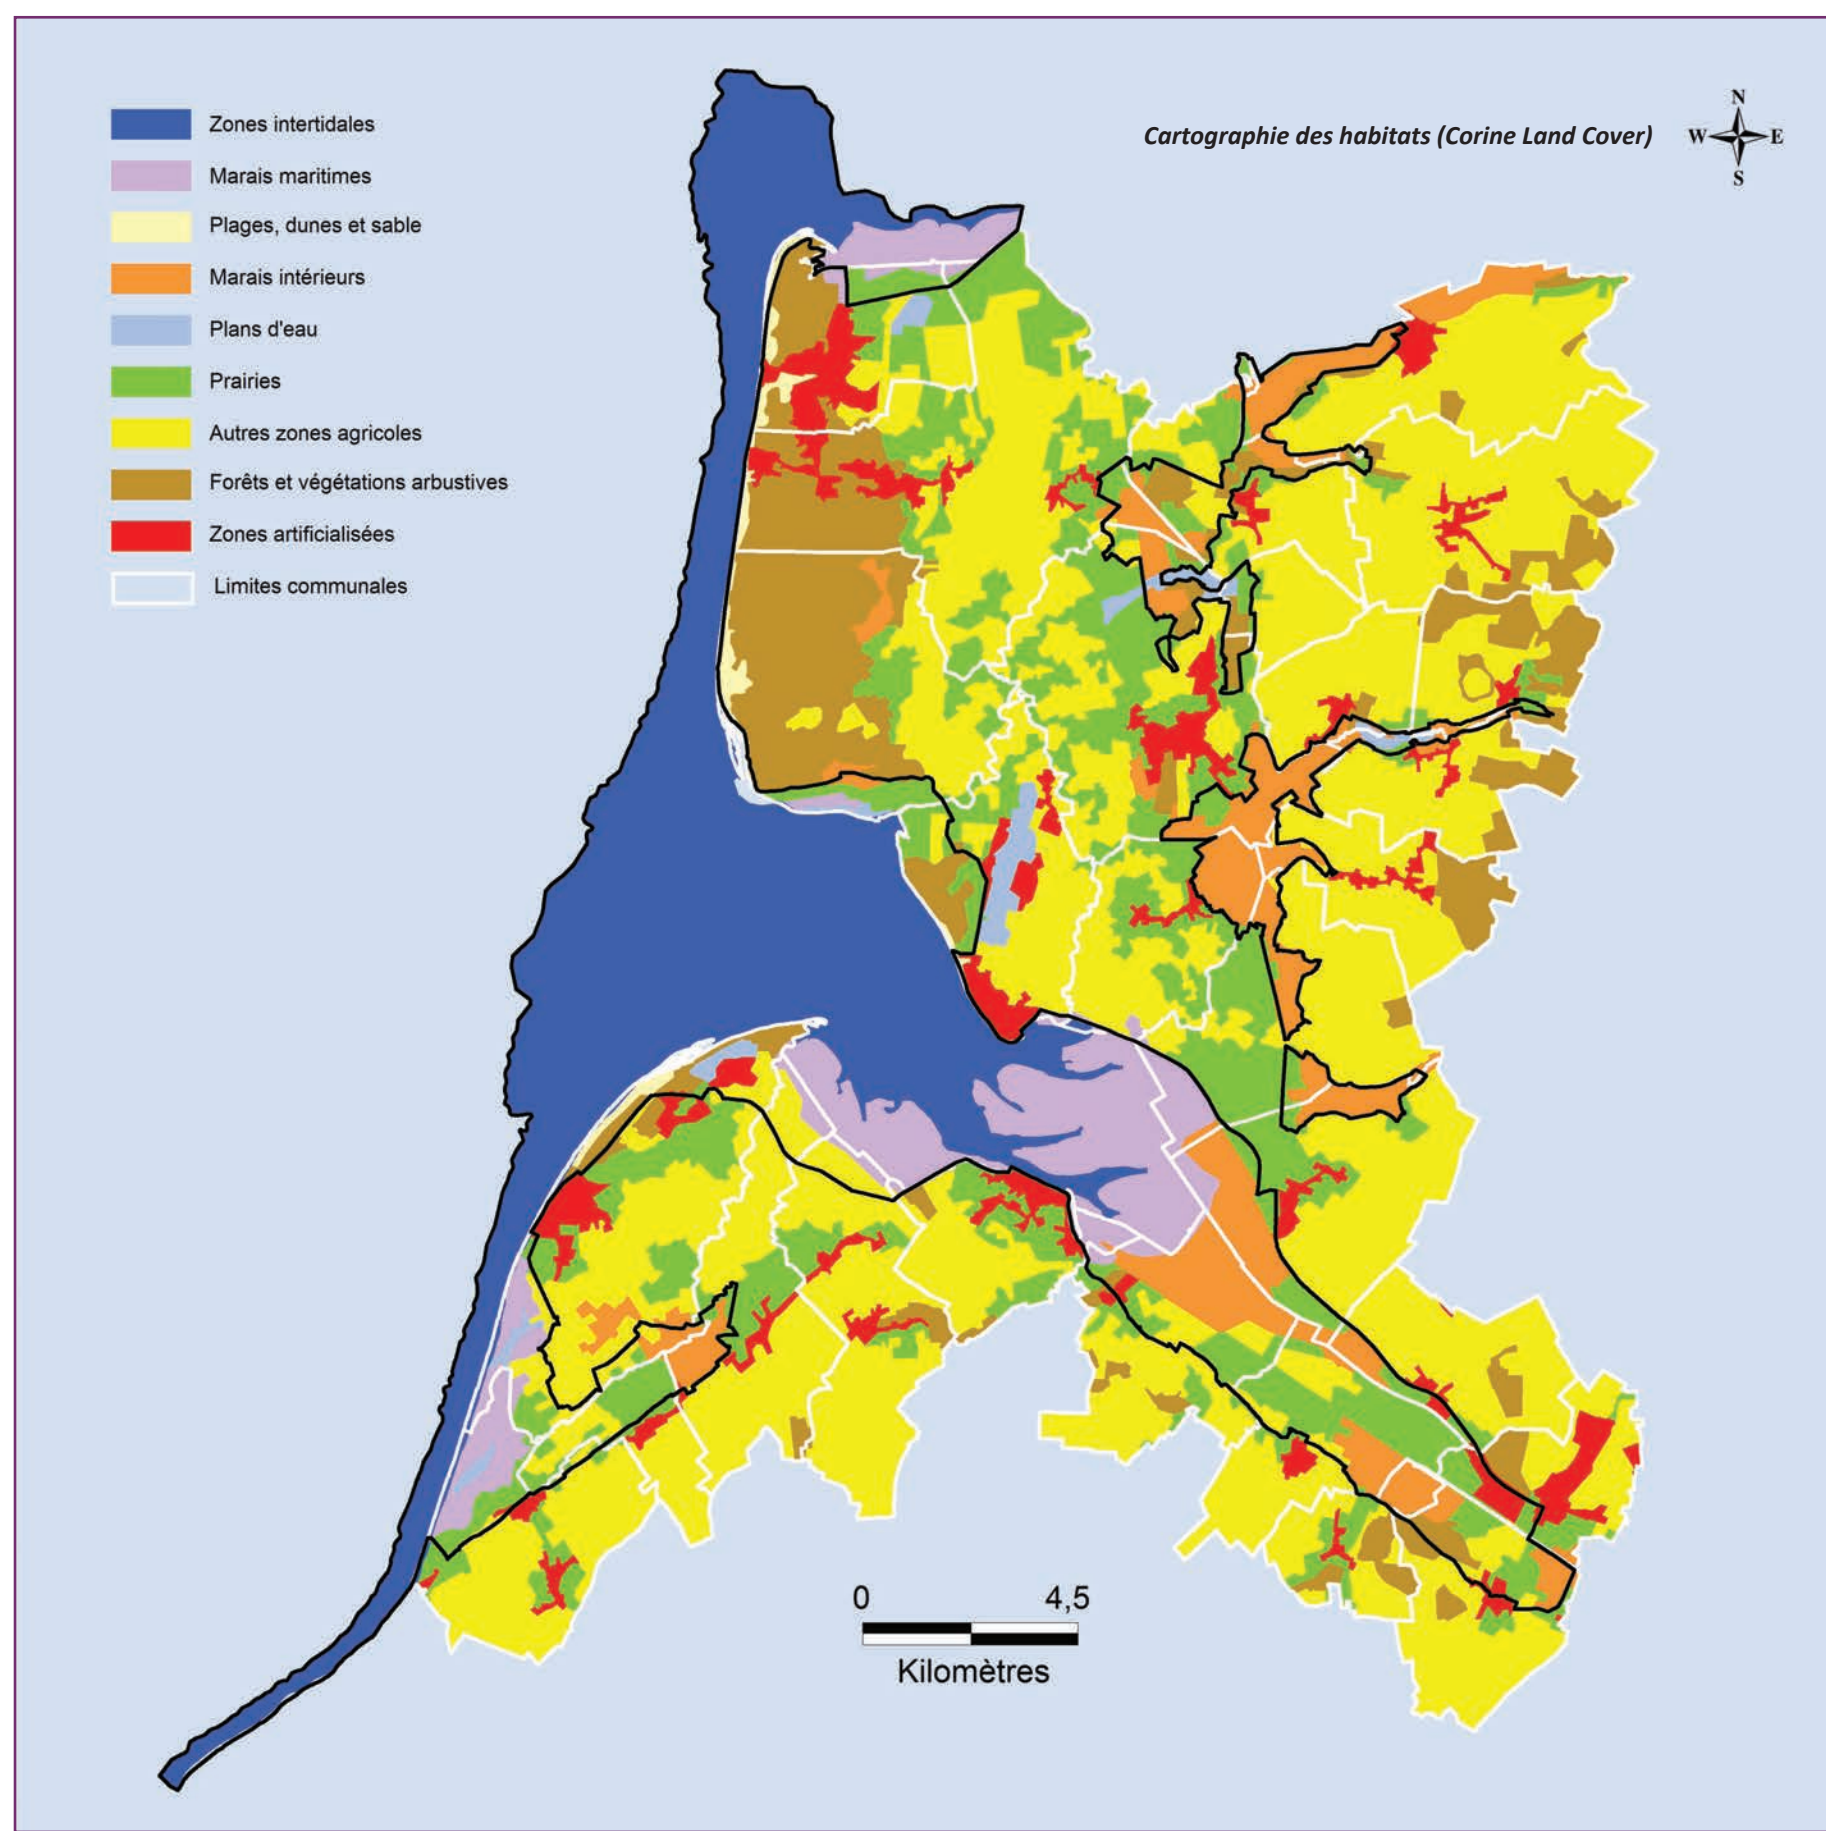 N
Cartographie des habitats (Corine Land Cover)
W E
S
Zones intertidales
Marais maritimes
Plages, dunes et sable
Marais intérieurs
Plans d'eau
Prairies
Autres zones agricoles
Forêts et végétations arbustives
Zones artificialisées
Limites communales
0 4,5
Kilomètres